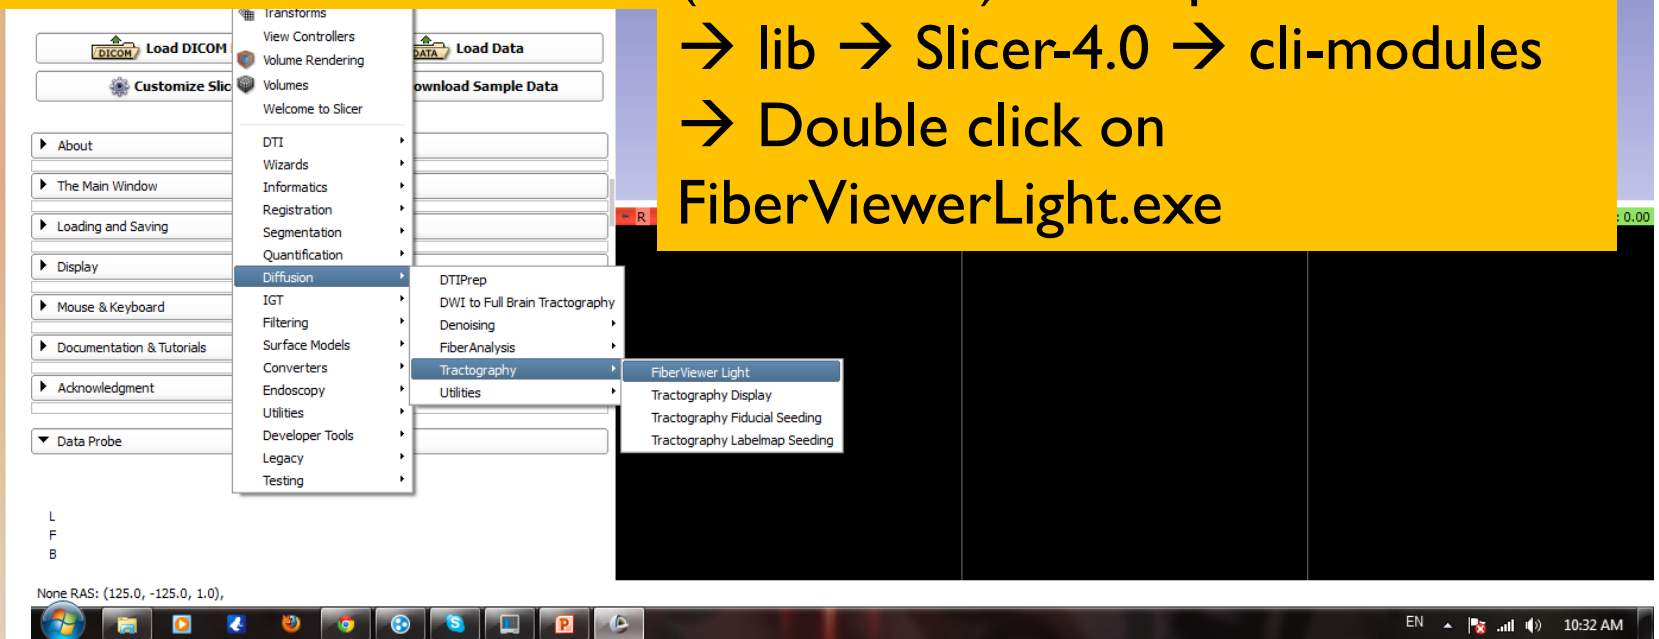 → lib → Slicer-4.0 → cli-modules
→ Double click on
FiberViewerLight.exe
Transforms
View Controllers
Volume Rendering
Volumes
Welcome to Slicer
DTI
Wizards
Informatics
Registration
Segmentation
Quantification
Diffusion
IGT
Filtering
Surface Models
Converters
Endoscopy
Utilities
Developer Tools
Legacy
Testing
DICOM Load DICOM
DATA Load Data
Customize Slic
ownload Sample Data
About
The Main Window
Loading and Saving
Display
Mouse & Keyboard
Documentation & Tutorials
Acknowledgment
Data Probe
DTIPrep
DWI to Full Brain Tractography
Denoising
FiberAnalysis
Tractography
Utilities
FiberViewer Light
Tractography Display
Tractography Fiducial Seeding
Tractography Labelmap Seeding
R
: 0.00
L
F
B
None RAS: (125.0, -125.0, 1.0),
EN
10:32 AM